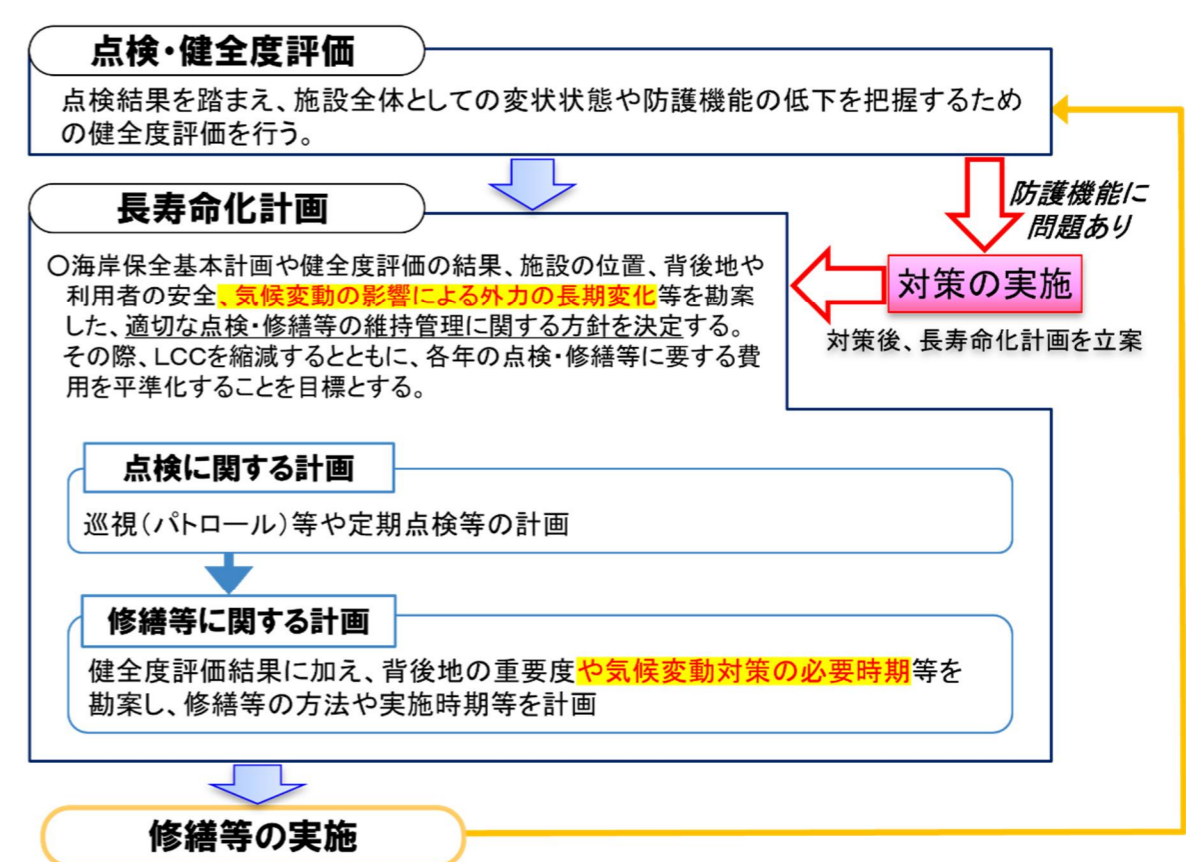 点検・健全度評価
点検結果を踏まえ、施設全体としての変状状態や防護機能の低下を把握するため
の健全度評価を行う。
防護機能に
問題あり
対策の実施
対策後、長寿命化計画を立案
長寿命化計画
○海岸保全基本計画や健全度評価の結果、施設の位置、背後地や
利用者の安全、気候変動の影響による外力の長期変化等を勘案
した、適切な点検・修繕等の維持管理に関する方針を決定する。
その際、LCCを縮減するとともに、各年の点検・修繕等に要する費
用を平準化することを目標とする。
点検に関する計画
巡視（パトロール）等や定期点検等の計画
修繕等に関する計画
健全度評価結果に加え、背後地の重要度や気候変動対策の必要時期等を
勘案し、修繕等の方法や実施時期等を計画
修繕等の実施